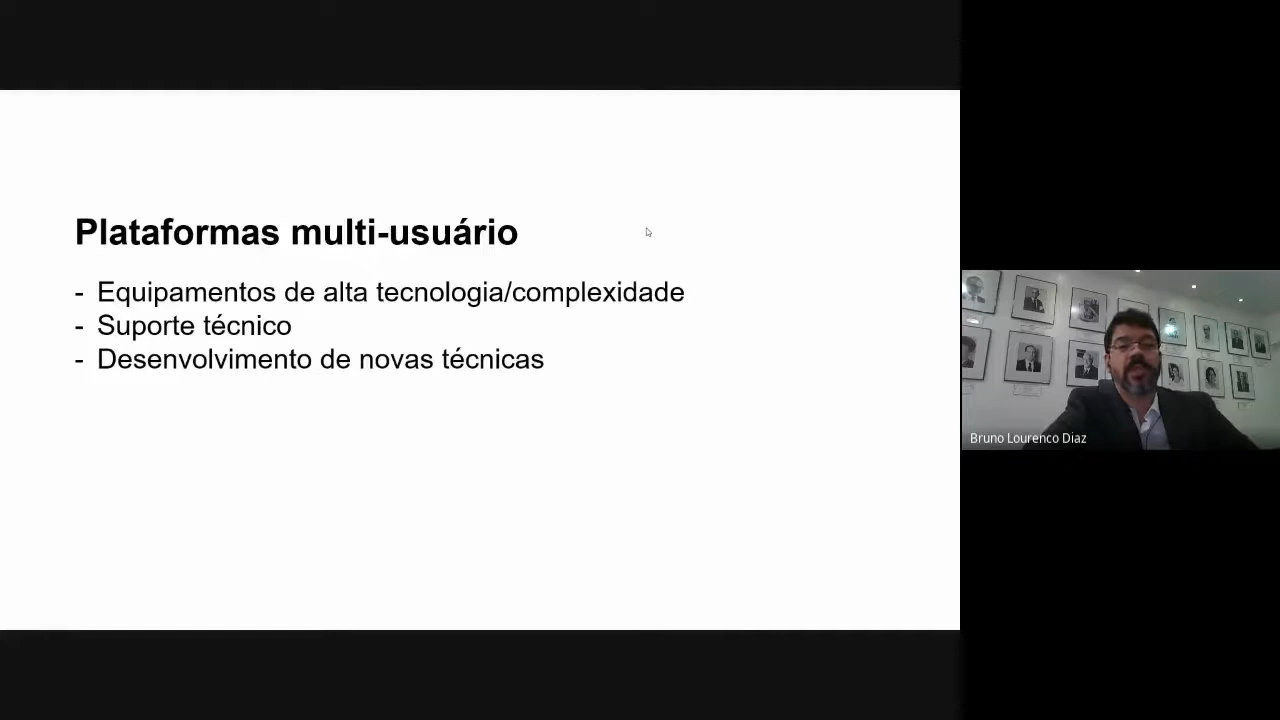 Plataformas multi-usuário
- Equipamentos de alta tecnologia/complexidade
- Suporte técnico
- Desenvolvimento de novas técnicas
Bruno Lourenco Diaz